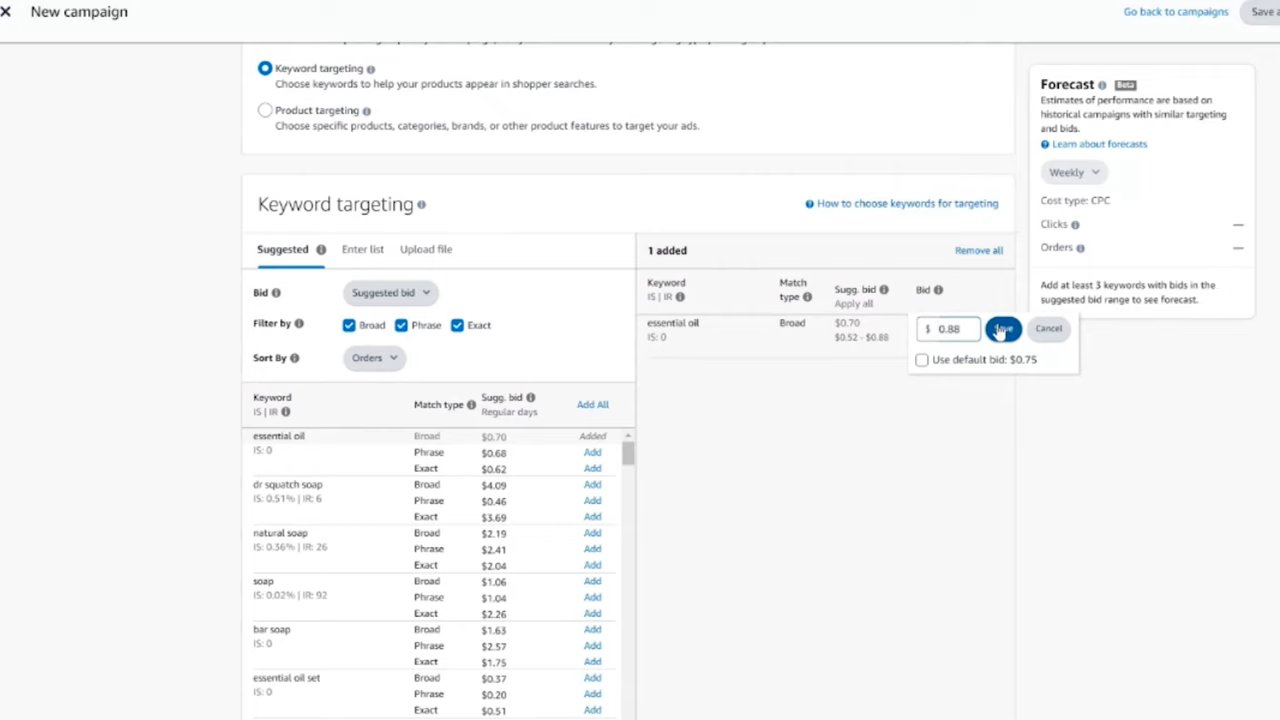 New campaign
Go back to campaigns
Save a
Keyword targeting
Choose keywords to help your products appear in shopper searches.
Product targeting
Choose specific products, categories, brands, or other product features to target your ads.
Keyword targeting
How to choose keywords for targeting
Suggested
Enter list
Upload file
Bid
Suggested bid
Filter by
Broad
Phrase
Exact
Sort By
Orders
Keyword
IS | IR
Match type
Sugg. bid
Regular days
Add All
essential oil Broad $0.70 Added
IS: 0 Phrase $0.68 Add
Exact $0.62 Add
dr squatch soap Broad $4.09 Add
IS: 0.51% | IR: 6 Phrase $0.46 Add
Exact $3.69 Add
natural soap Broad $2.19 Add
IS: 0.36% | IR: 26 Phrase $2.41 Add
Exact $2.04 Add
soap Broad $1.06 Add
IS: 0.02% | IR: 92 Phrase $1.04 Add
Exact $2.26 Add
bar soap Broad $1.63 Add
IS: 0 Phrase $2.57 Add
Exact $1.75 Add
essential oil set Broad $0.37 Add
IS: 0 Phrase $0.20 Add
Exact $0.51 Add
1 added
Remove all
Keyword
IS | IR
Match
type
Sugg. bid
Apply all
Bid
essential oil Broad $0.70
IS: 0 $0.52 - $0.88
$ 0.88
Cancel
Use default bid: $0.75
Forecast Beta
Estimates of performance are based on
historical campaigns with similar targeting
and bids.
Learn about forecasts
Weekly
Cost type: CPC
Clicks —
Orders —
Add at least 3 keywords with bids in the
suggested bid range to see forecast.